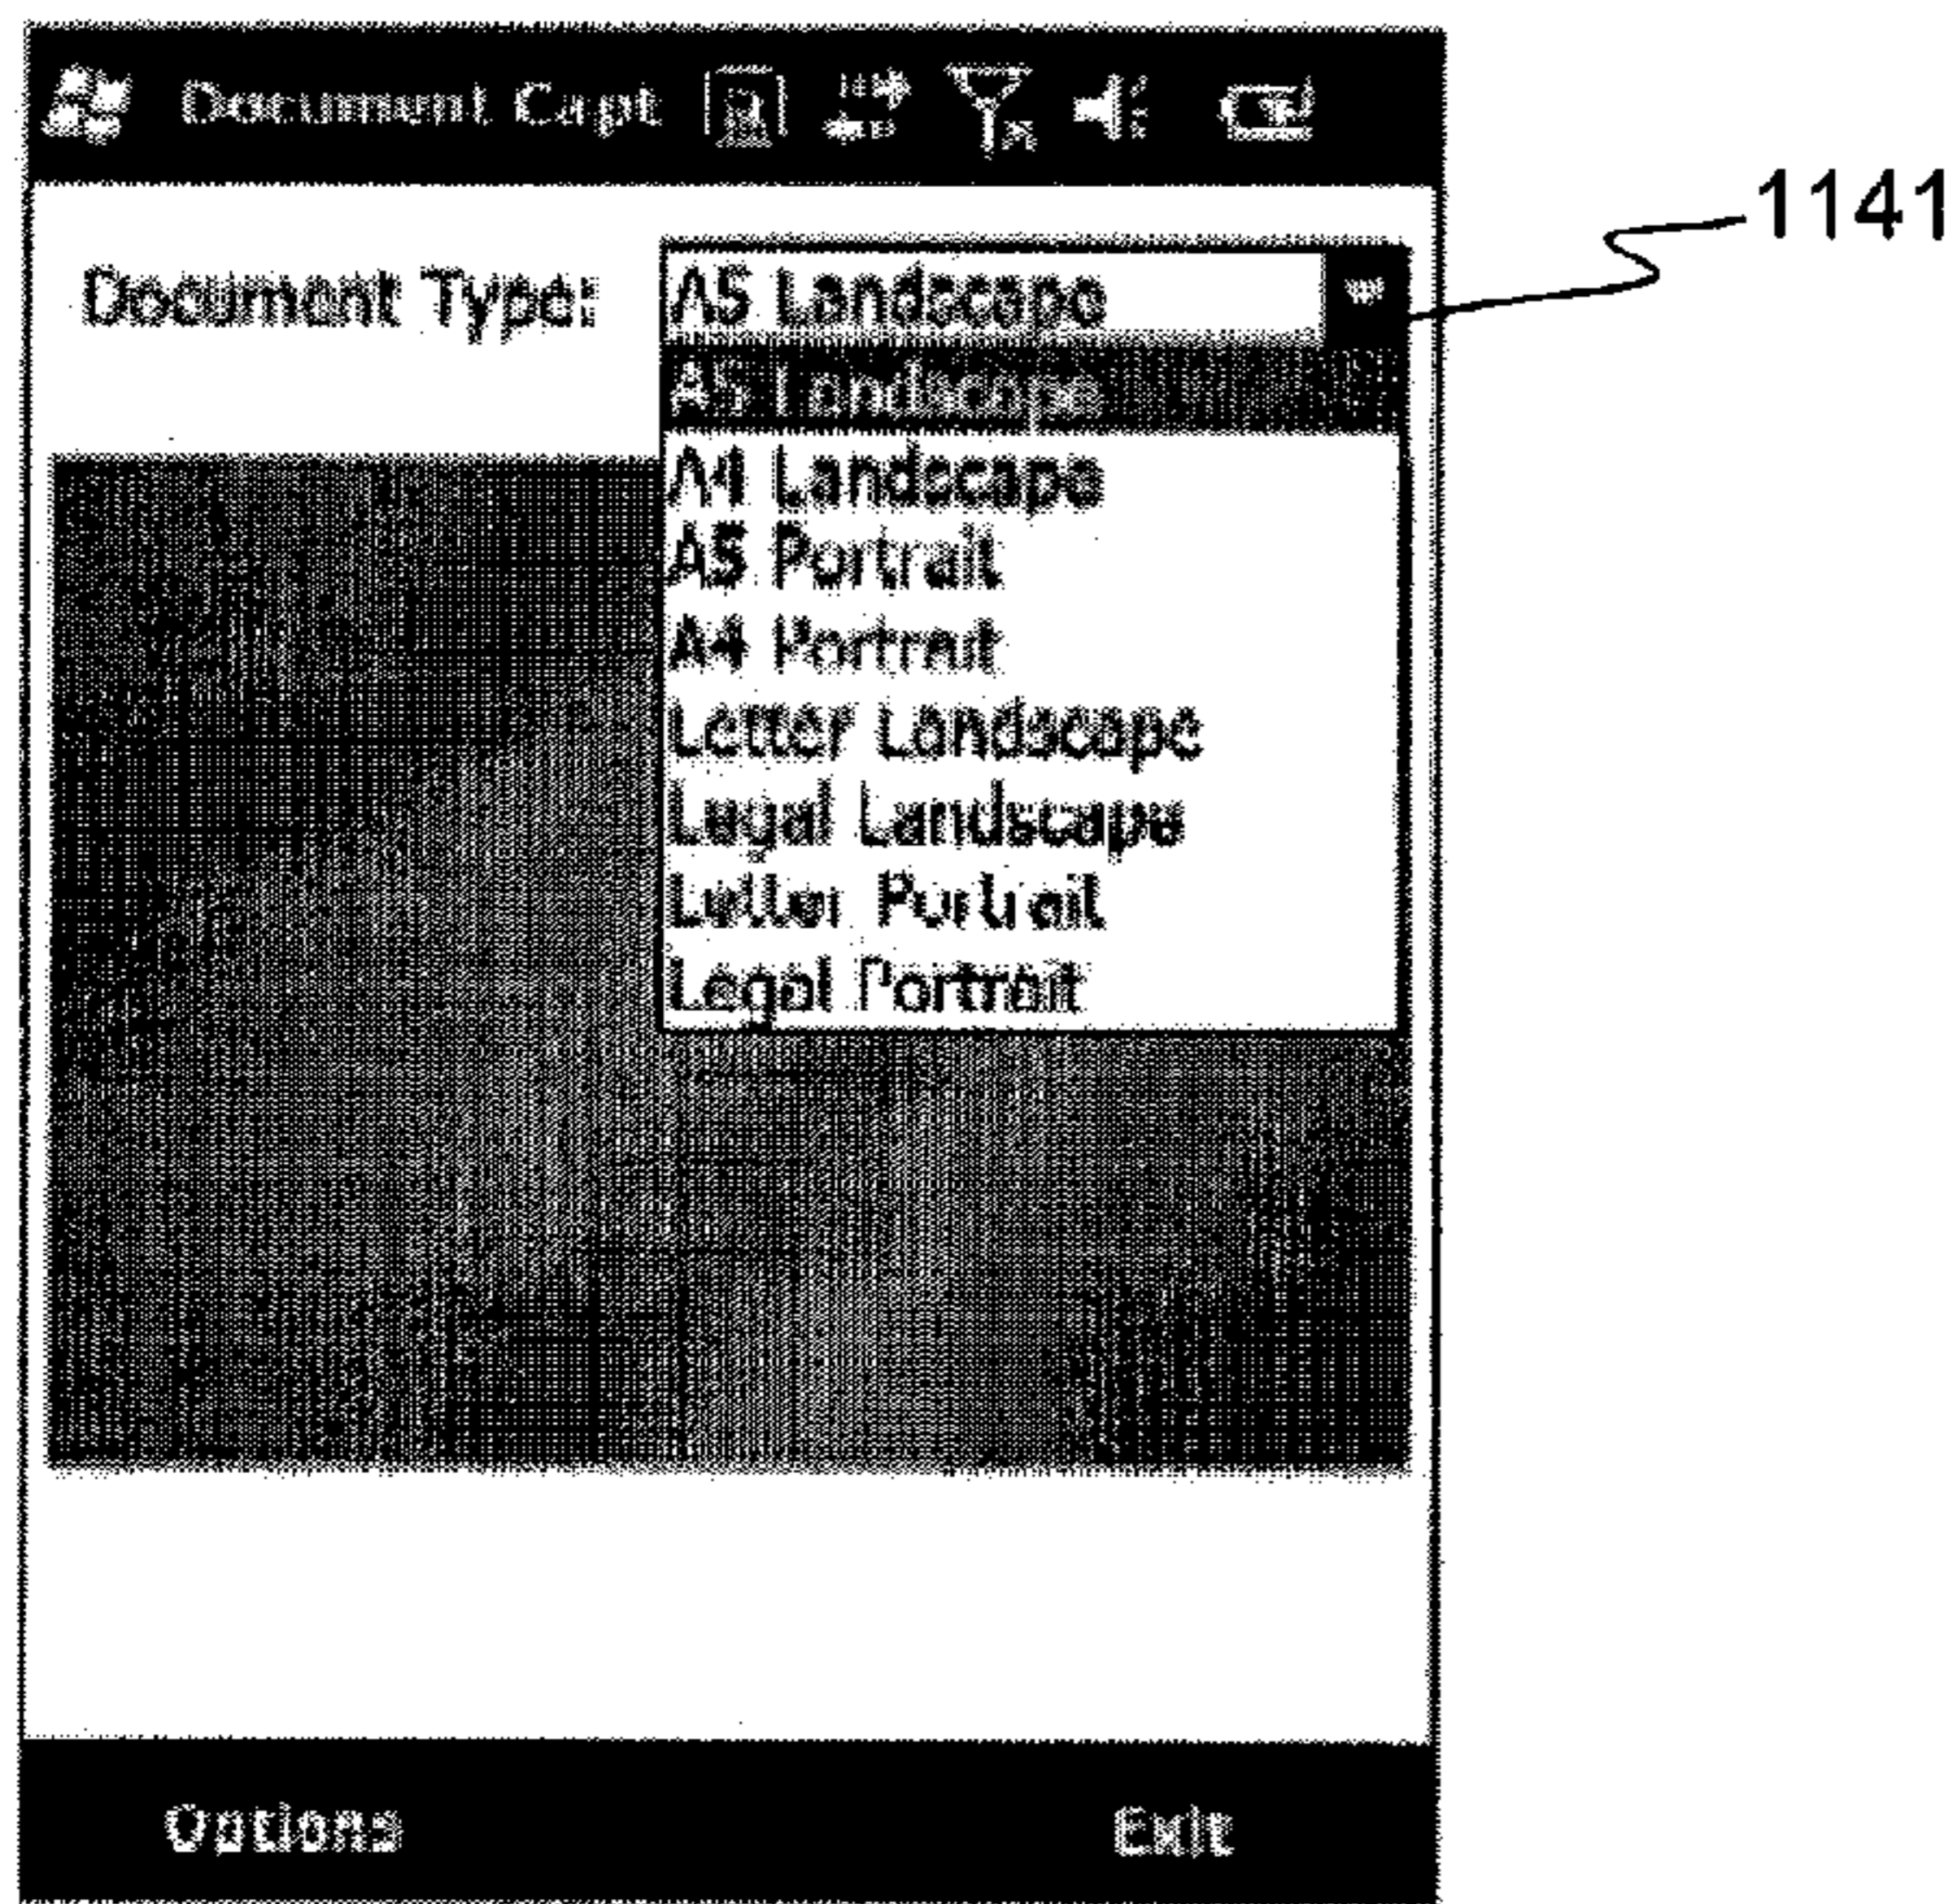 Document Capt
1141
Document Type:
A5 Landscape
A5 Landscape
A4 Landscape
A5 Portrait
A4 Portrait
Letter Landscape
Legal Landscape
Letter Portrait
Legal Portrait
Options
Exit